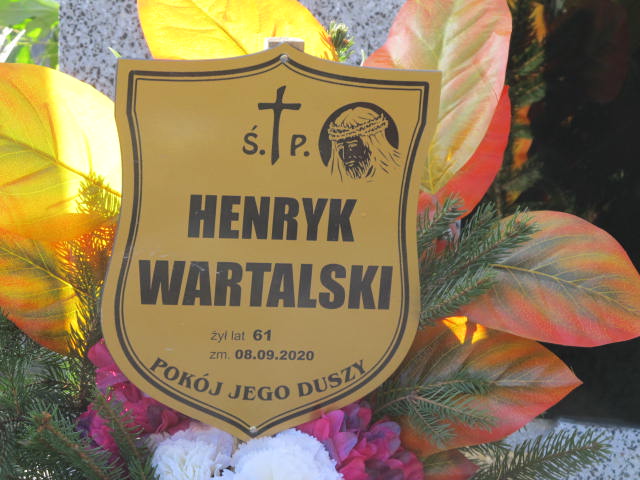 Ś. P.
HENRYK
WARTALSKI
żył lat 61
zm. 08.09.2020
POKÓJ JEGO DUSZY